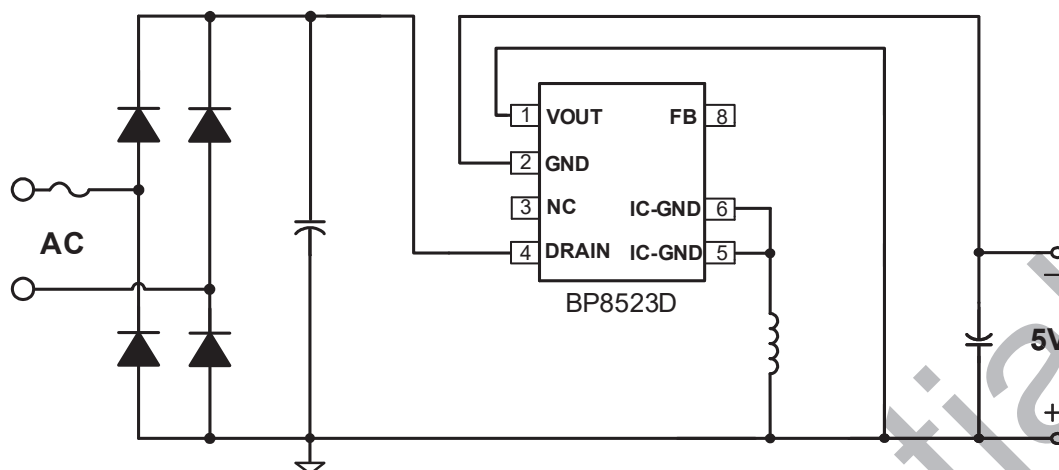 1 VOUT FB 8
2 GND
3 NC IC-GND 6
4 DRAIN IC-GND 5
BP8523D
AC
−
5V
+